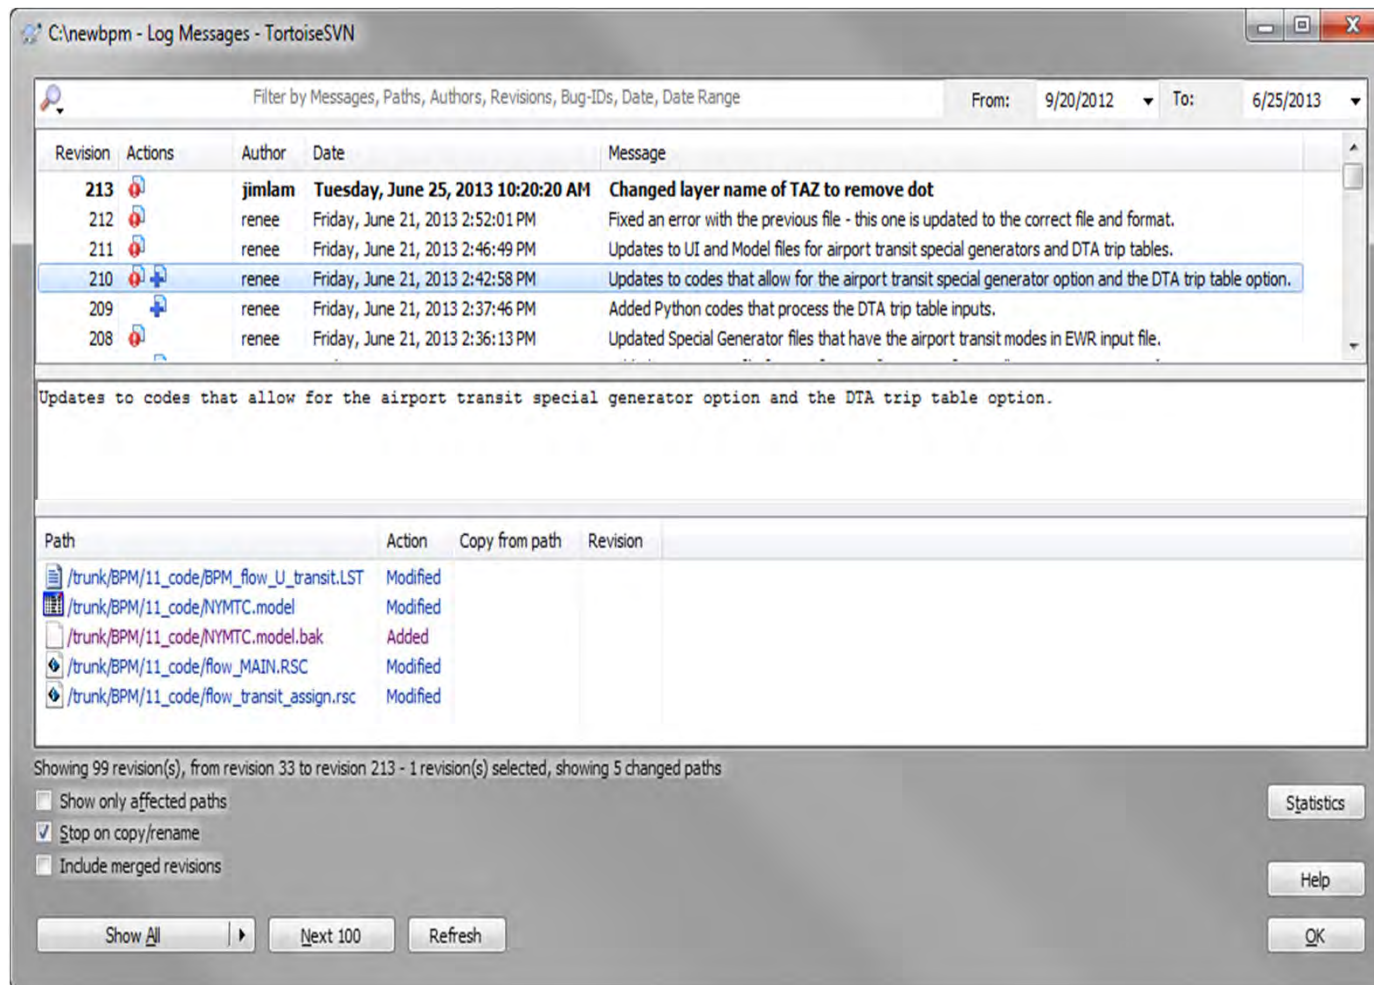 C:\newbpm - Log Messages - TortoiseSVN
Filter by Messages, Paths, Authors, Revisions, Bug-IDs, Date, Date Range From: 9/20/2012 To: 6/25/2013
Revision Actions Author Date Message
213 jimlam Tuesday, June 25, 2013 10:20:20 AM Changed layer name of TAZ to remove dot
212 renee Friday, June 21, 2013 2:52:01 PM Fixed an error with the previous file - this one is updated to the correct file and format.
211 renee Friday, June 21, 2013 2:46:49 PM Updates to UI and Model files for airport transit special generators and DTA trip tables.
210 renee Friday, June 21, 2013 2:42:58 PM Updates to codes that allow for the airport transit special generator option and the DTA trip table option.
209 renee Friday, June 21, 2013 2:37:46 PM Added Python codes that process the DTA trip table inputs.
208 renee Friday, June 21, 2013 2:36:13 PM Updated Special Generator files that have the airport transit modes in EWR input file.
Updates to codes that allow for the airport transit special generator option and the DTA trip table option.
Path Action Copy from path Revision
/trunk/BPM/11_code/BPM_flow_U_transit.LST Modified
/trunk/BPM/11_code/NYMTC.model Modified
/trunk/BPM/11_code/NYMTC.model.bak Added
/trunk/BPM/11_code/flow_MAIN.RSC Modified
/trunk/BPM/11_code/flow_transit_assign.rsc Modified
Showing 99 revision(s), from revision 33 to revision 213 - 1 revision(s) selected, showing 5 changed paths
Show only affected paths
Statistics
Stop on copy/rename
Include merged revisions
Help
Show All Next 100 Refresh OK